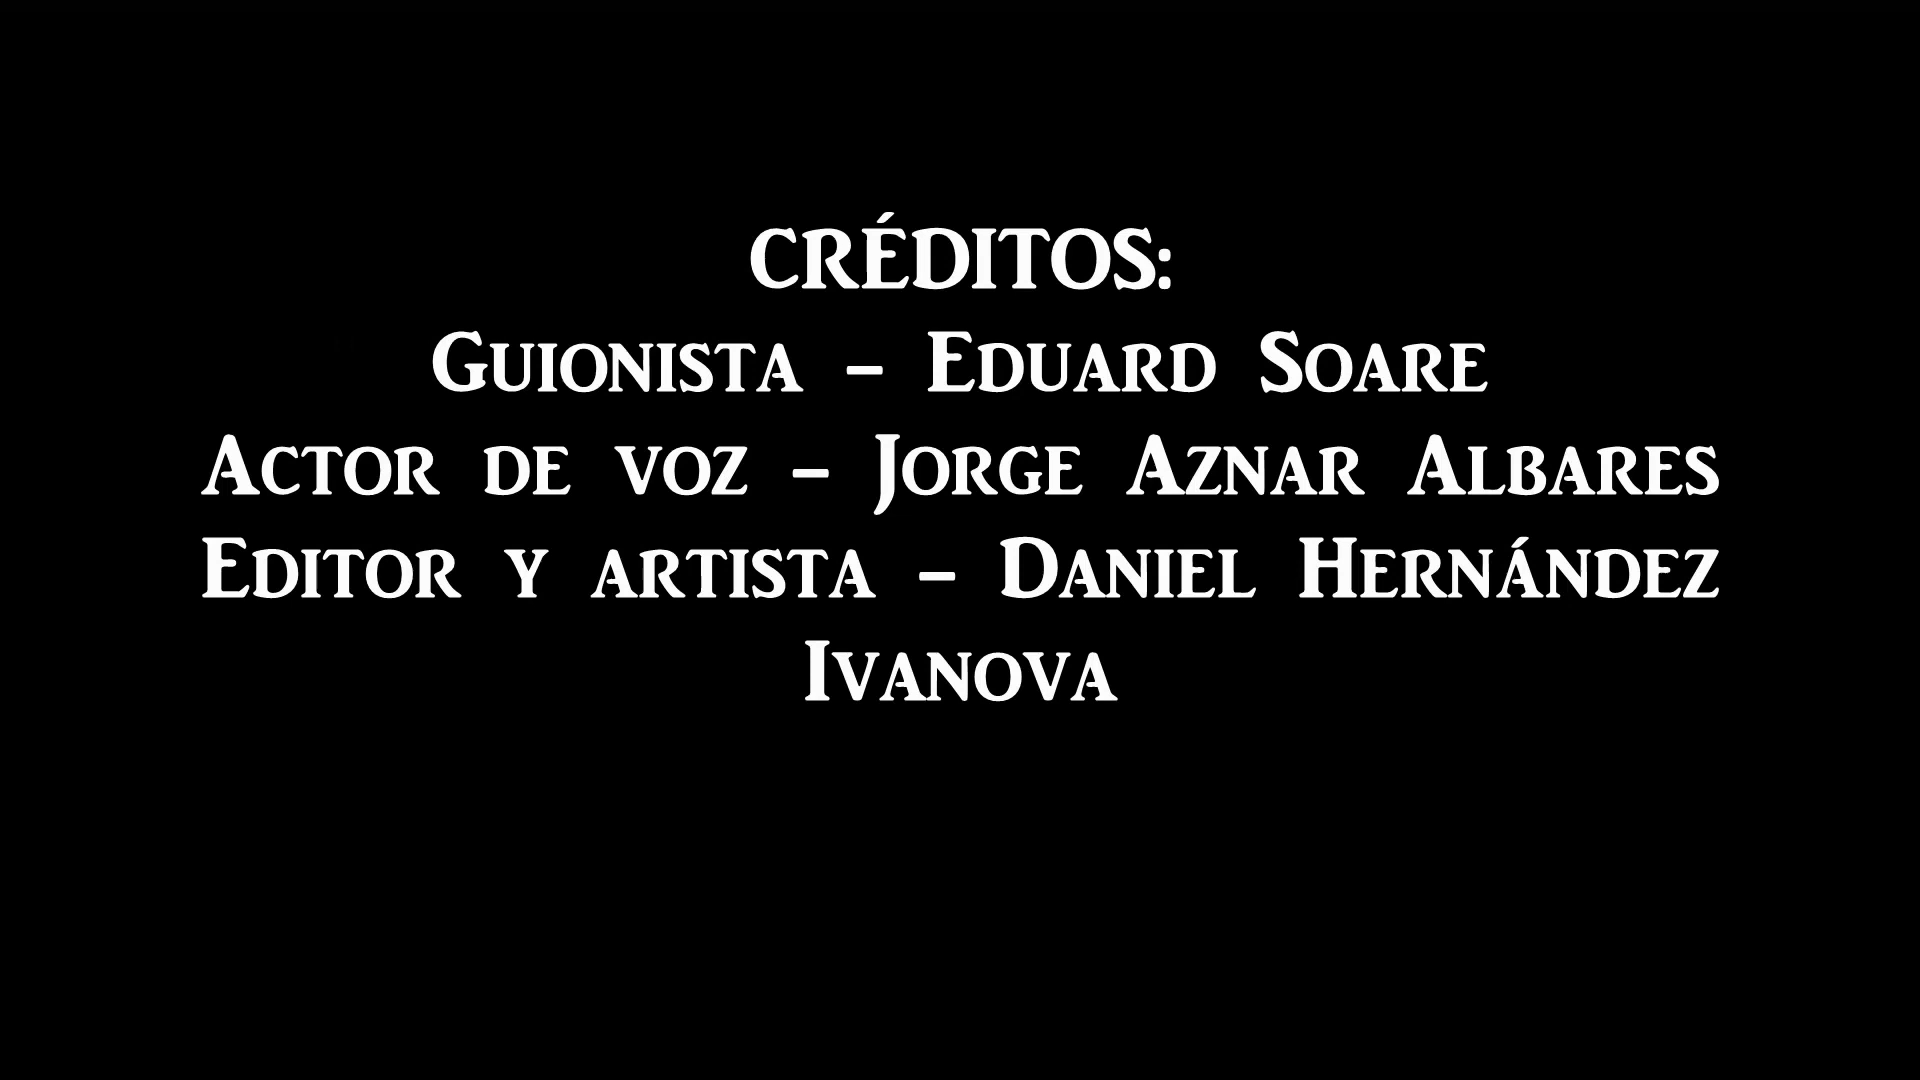 CRÉDITOS:
Guionista – Eduard Soare
Actor de voz – Jorge Aznar Albares
Editor y artista – Daniel Hernández
Ivanova